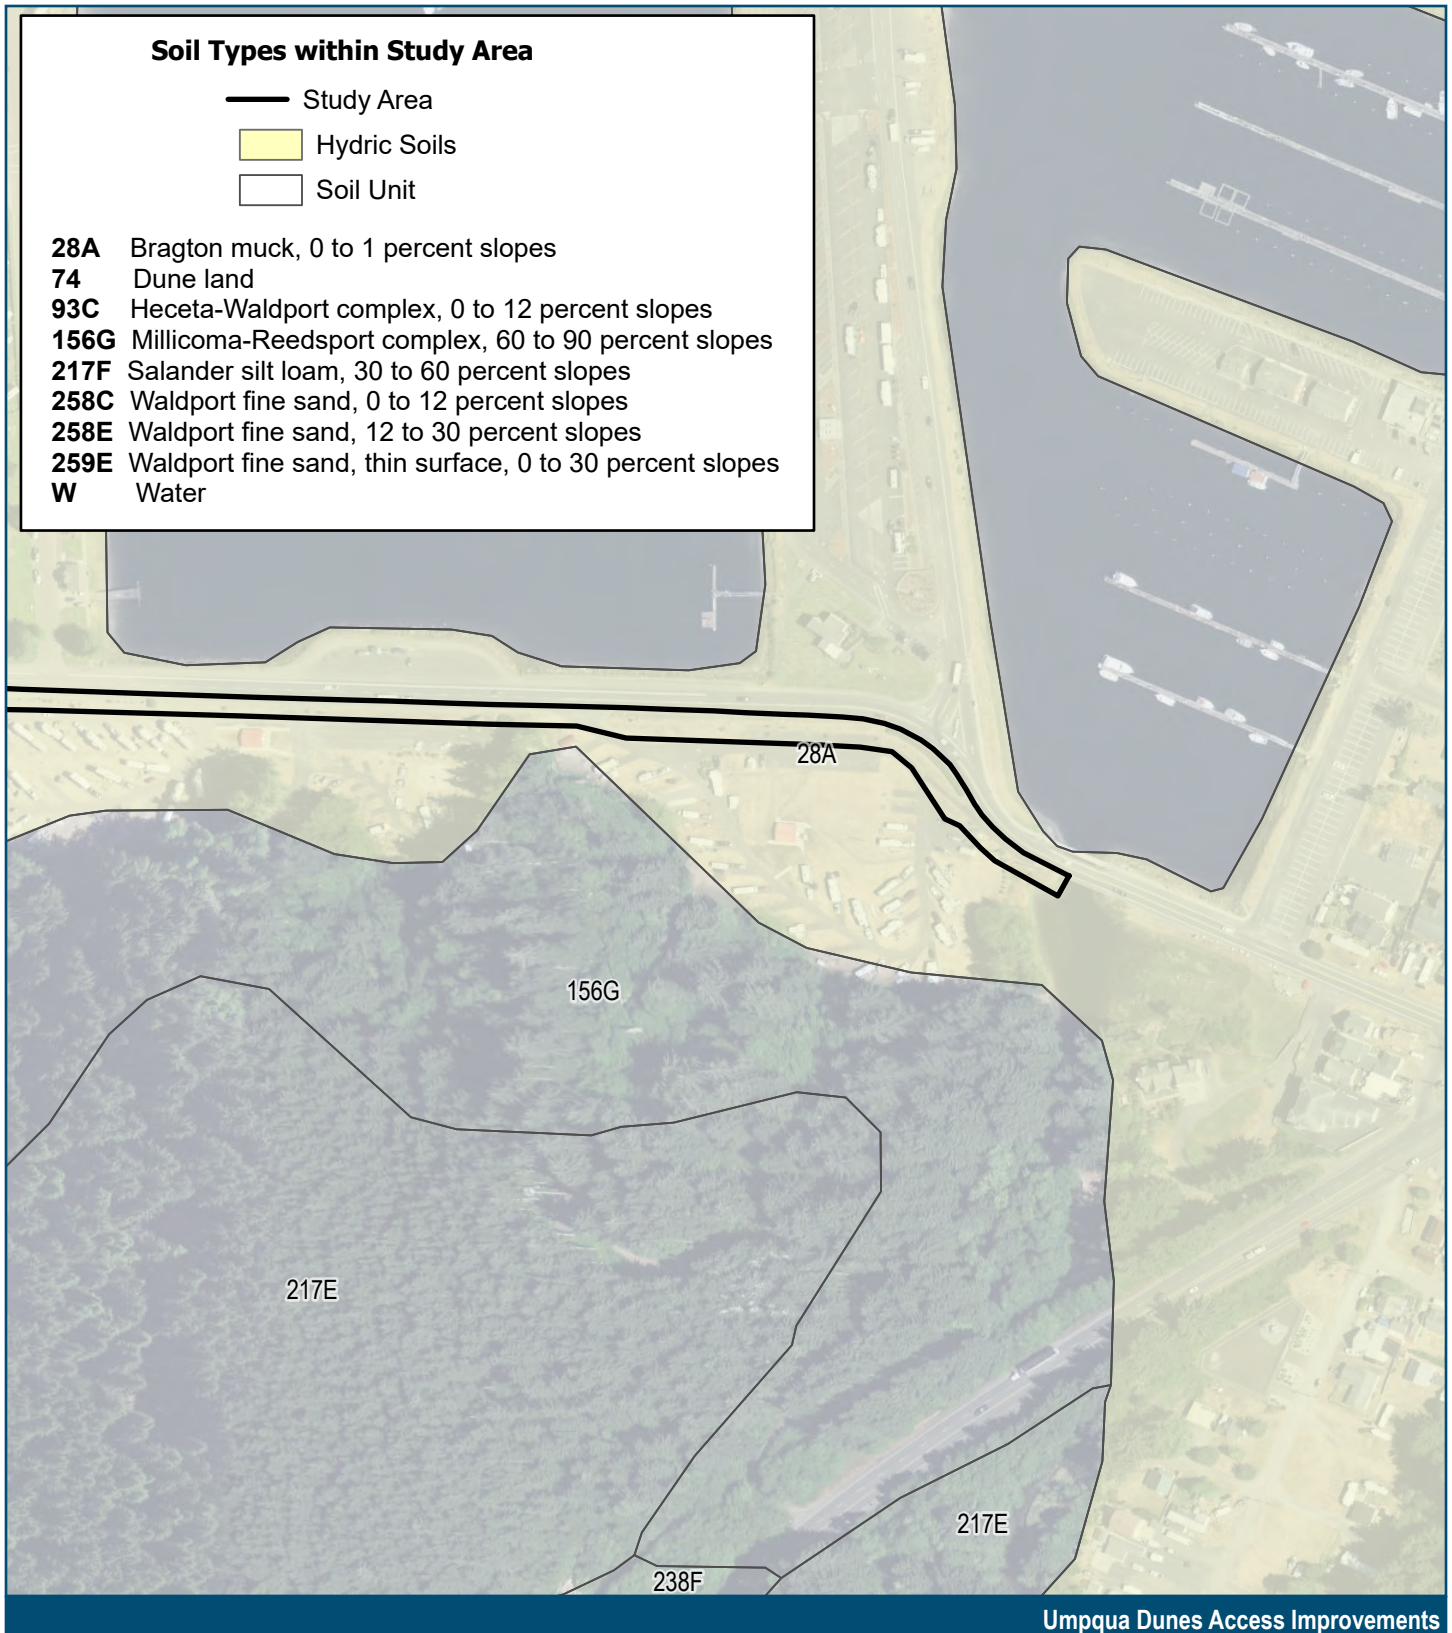 Soil Types within Study Area
Study Area
Hydric Soils
Soil Unit
28A Bragton muck, 0 to 1 percent slopes
74 Dune land
93C Heceta-Waldport complex, 0 to 12 percent slopes
156G Millicoma-Reedsport complex, 60 to 90 percent slopes
217F Salander silt loam, 30 to 60 percent slopes
258C Waldport fine sand, 0 to 12 percent slopes
258E Waldport fine sand, 12 to 30 percent slopes
259E Waldport fine sand, thin surface, 0 to 30 percent slopes
W Water
28A
156G
217E
217E
238F
Umpqua Dunes Access Improvements